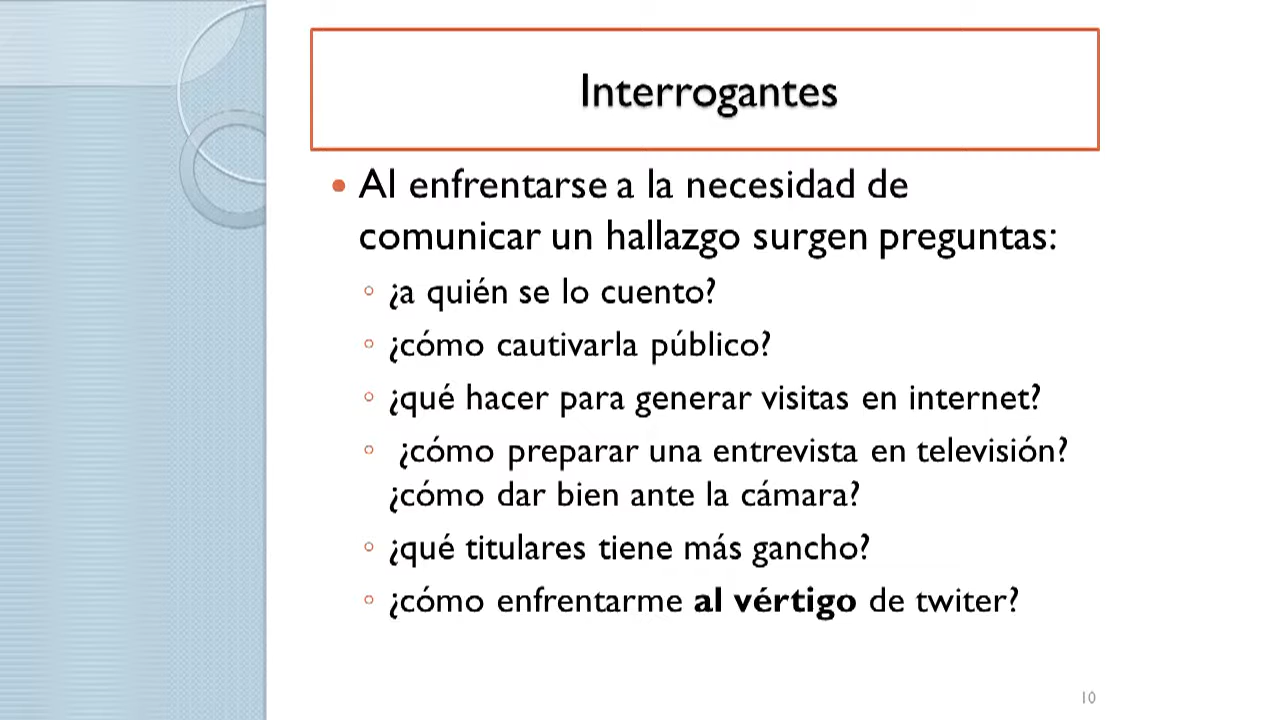 Interrogantes
Al enfrentarse a la necesidad de
comunicar un hallazgo surgen preguntas:
¿a quién se lo cuento?
¿cómo cautivarla público?
¿qué hacer para generar visitas en internet?
¿cómo preparar una entrevista en televisión?
¿cómo dar bien ante la cámara?
¿qué titulares tiene más gancho?
¿cómo enfrentarme al vértigo de twiter?
10